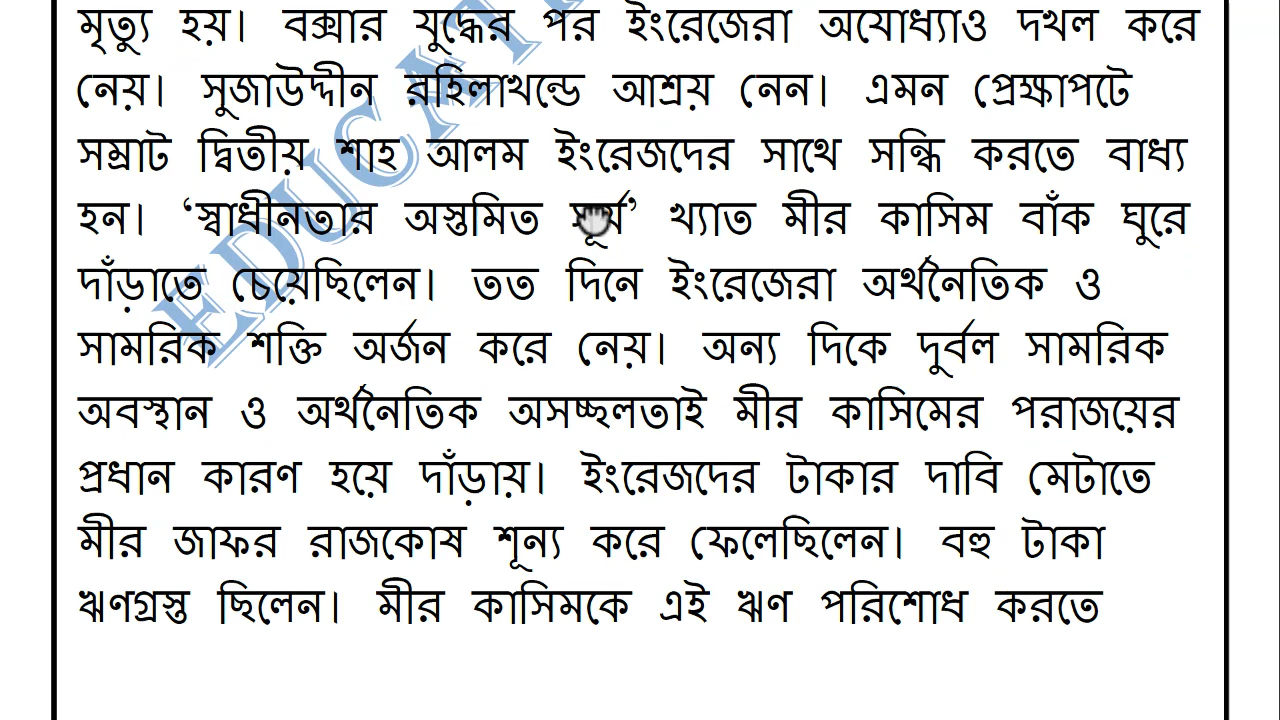 মৃত্যু হয়। বক্সার যুদ্ধের পর ইংরেজেরা অযোধ্যাও দখল করে
নেয়। সুজাউদ্দীন রহিলাখন্ডে আশ্রয় নেন। এমন প্রেক্ষাপটে
সম্রাট দ্বিতীয় শাহ আলম ইংরেজদের সাথে সন্ধি করতে বাধ্য
হন। ‘স্বাধীনতার অস্তমিত সূর্য’ খ্যাত মীর কাসিম বাঁক ঘুরে
দাঁড়াতে চেয়েছিলেন। তত দিনে ইংরেজেরা অর্থনৈতিক ও
সামরিক শক্তি অর্জন করে নেয়। অন্য দিকে দুর্বল সামরিক
অবস্থান ও অর্থনৈতিক অসচ্ছলতাই মীর কাসিমের পরাজয়ের
প্রধান কারণ হয়ে দাঁড়ায়। ইংরেজদের টাকার দাবি মেটাতে
মীর জাফর রাজকোষ শূন্য করে ফেলেছিলেন। বহু টাকা
ঋণগ্রস্ত ছিলেন। মীর কাসিমকে এই ঋণ পরিশোধ করতে